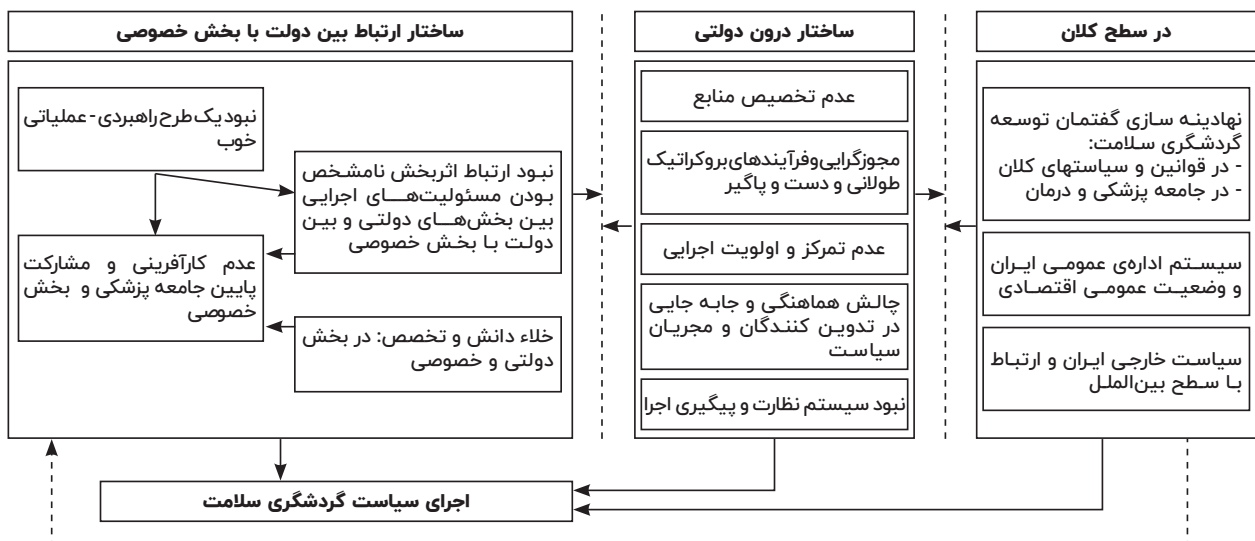 در سطح کلان
نهادینه سازی گفتمان توسعه
گردشگری سلامت:
- در قوانین و سیاستهای کلان
- در جامعه پزشکی و درمان
سیستم اداره‌ی عمومی ایران
و وضعیت عمومی اقتصادی
سیاست خارجی ایران و ارتباط
با سطح بین‌الملل
ساختار درون دولتی
عدم تخصیص منابع
مجوزگرایی و فرآیندهای بروکراتیک
طولانی و دست و پاگیر
عدم تمرکز و اولویت اجرایی
چالش هماهنگی و جابه جایی
در تدوین کنندگان و مجریان
سیاست
نبود سیستم نظارت و پیگیری اجرا
ساختار ارتباط بین دولت با بخش خصوصی
نبود یک طرح راهبردی - عملیاتی
خوب
نبود ارتباط اثربخش نامشخص
بودن مسئولیت‌های اجرایی
بین بخش‌های دولتی و بین
دولت با بخش خصوصی
عدم کارآفرینی و مشارکت
پایین جامعه پزشکی و بخش
خصوصی
خلاء دانش و تخصص: در بخش
دولتی و خصوصی
اجرای سیاست گردشگری سلامت